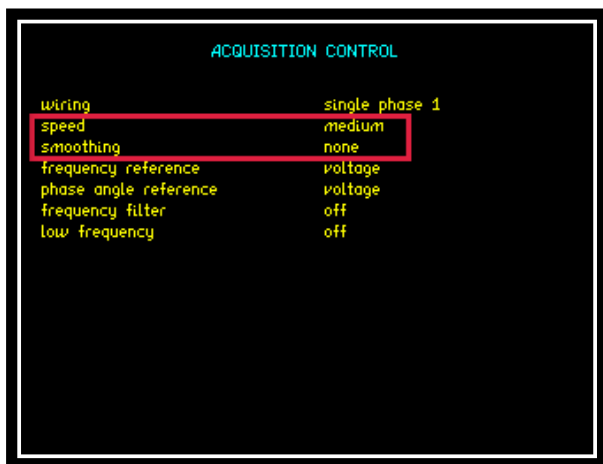 ACQUISITION CONTROL
wiring single phase 1
speed medium
smoothing none
frequency reference voltage
phase angle reference voltage
frequency filter off
low frequency off